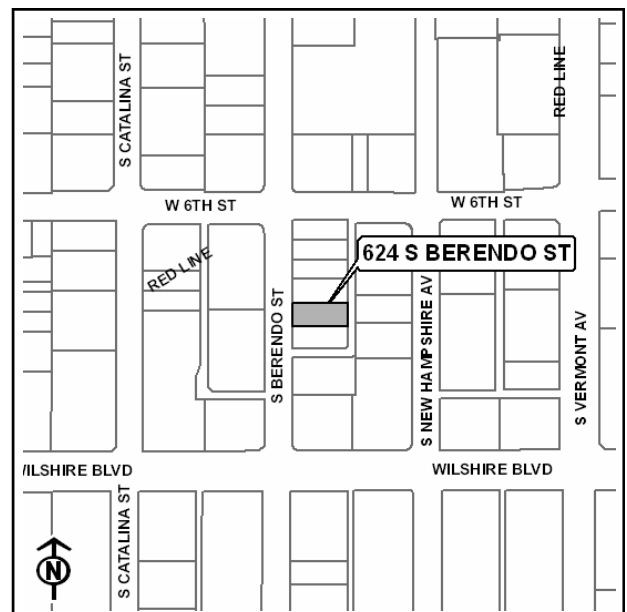 S CATALINA ST
RED LINE
W 6TH ST
W 6TH ST
624 S BERENDO ST
RED LINE
S BERENDO ST
S NEW HAMPSHIRE AV
S VERMONT AV
WILSHIRE BLVD
WILSHIRE BLVD
S CATALINA ST
N